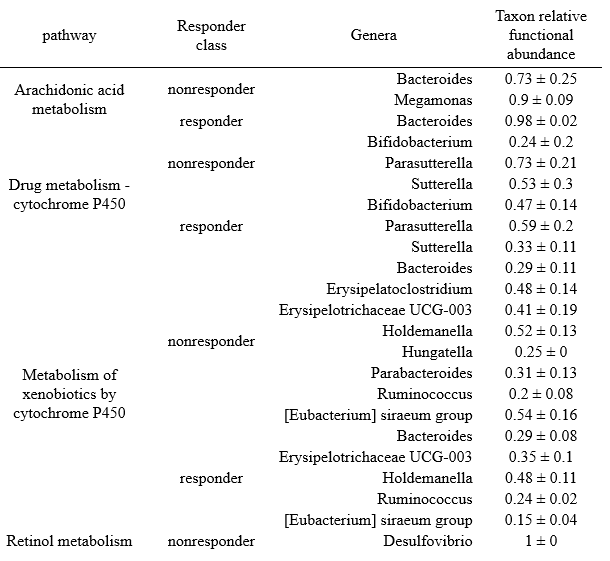 pathway Responder class Genera Taxon relative functional abundance
Arachidonic acid metabolism nonresponder Bacteroides 0.73 ± 0.25
Megamonas 0.9 ± 0.09
responder Bacteroides 0.98 ± 0.02
Drug metabolism - cytochrome P450 nonresponder Bifidobacterium 0.24 ± 0.2
Parasutterella 0.73 ± 0.21
Sutterella 0.53 ± 0.3
responder Bifidobacterium 0.47 ± 0.14
Parasutterella 0.59 ± 0.2
Sutterella 0.33 ± 0.11
Metabolism of xenobiotics by cytochrome P450 nonresponder Bacteroides 0.29 ± 0.11
Erysipelatoclostridium 0.48 ± 0.14
Erysipelotrichaceae UCG-003 0.41 ± 0.19
Holdemanella 0.52 ± 0.13
Hungatella 0.25 ± 0
Parabacteroides 0.31 ± 0.13
Ruminococcus 0.2 ± 0.08
[Eubacterium] siraeum group 0.54 ± 0.16
responder Bacteroides 0.29 ± 0.08
Erysipelotrichaceae UCG-003 0.35 ± 0.1
Holdemanella 0.48 ± 0.11
Ruminococcus 0.24 ± 0.02
[Eubacterium] siraeum group 0.15 ± 0.04
Retinol metabolism nonresponder Desulfovibrio 1 ± 0